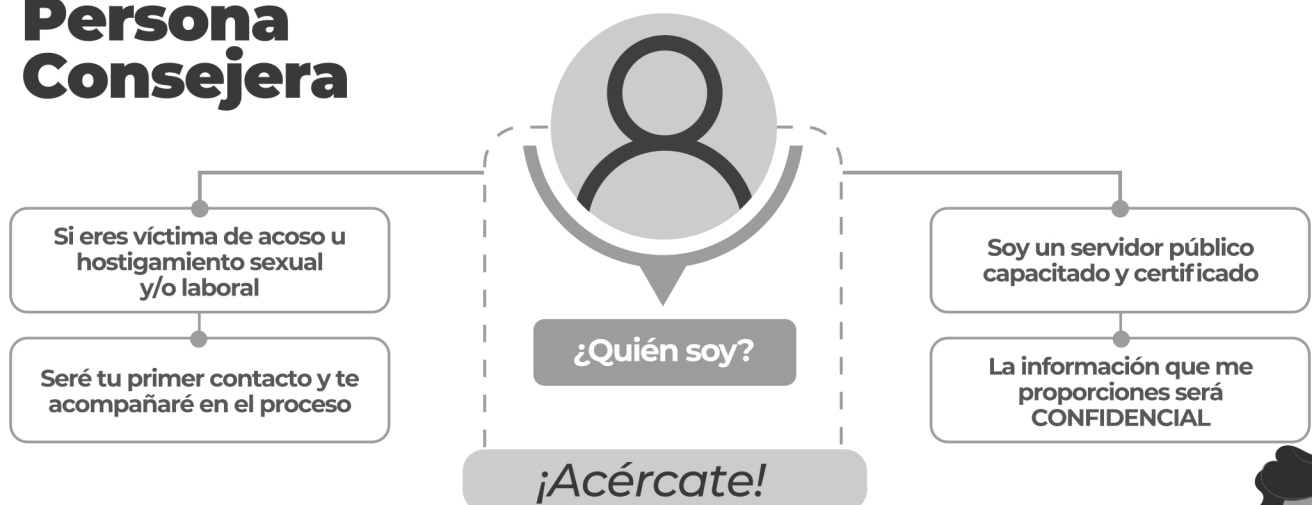 Persona
Consejera
Si eres víctima de acoso u
hostigamiento sexual
y/o laboral
Seré tu primer contacto y te
acompañaré en el proceso
¿Quién soy?
¡Acércate!
Soy un servidor público
capacitado y certificado
La información que me
proporciones será
CONFIDENCIAL